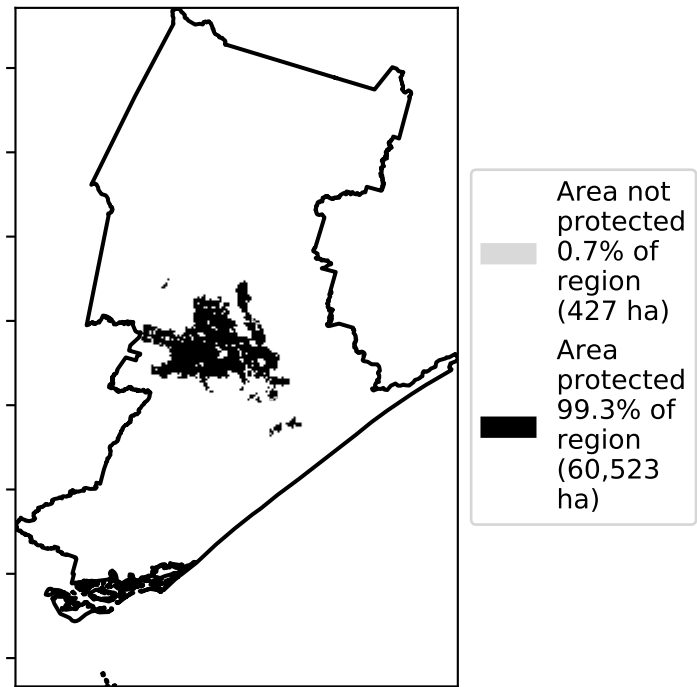 Area not
protected
0.7% of
region
(427 ha)
Area
protected
99.3% of
region
(60,523
ha)